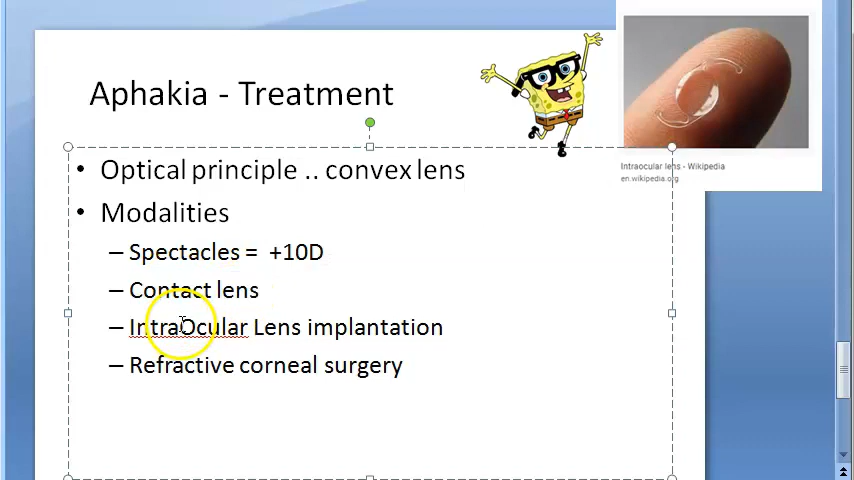 Aphakia - Treatment
• Optical principle .. convex lens
• Modalities
– Spectacles = +10D
– Contact lens
– IntraOcular Lens implantation
– Refractive corneal surgery
Intraocular lens - Wikipedia
en.wikipedia.org